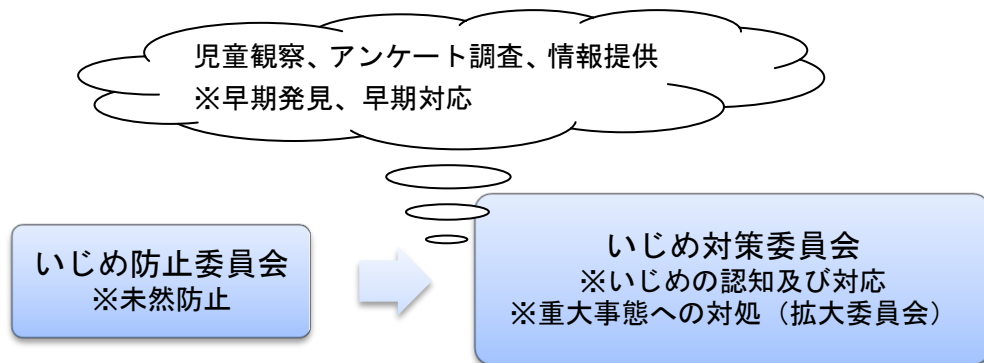 児童観察、アンケート調査、情報提供
※早期発見、早期対応
いじめ防止委員会
※未然防止
いじめ対策委員会
※いじめの認知及び対応
※重大事態への対処（拡大委員会）